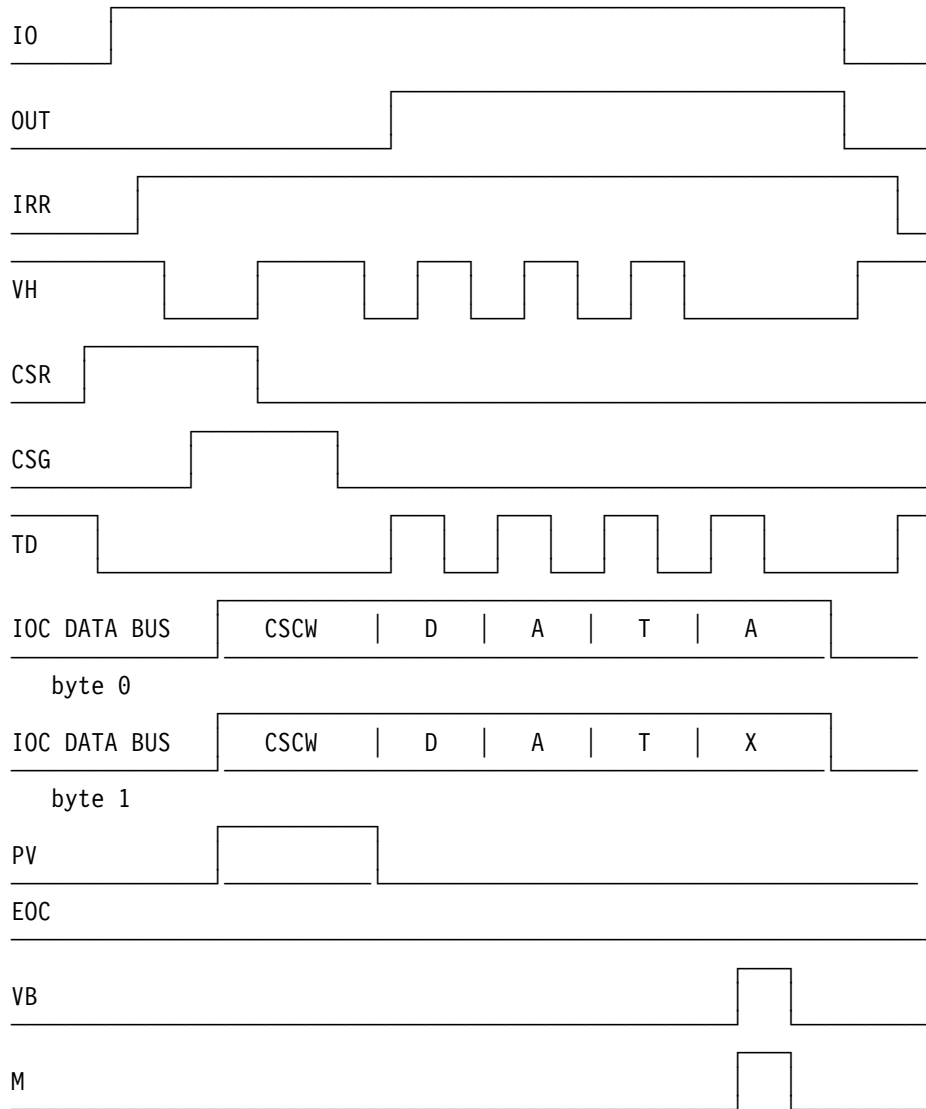 IO
OUT
IRR
VH
CSR
CSG
TD
IOC DATA BUS CSCW | D | A | T | A
byte 0
IOC DATA BUS CSCW | D | A | T | X
byte 1
PV
EOC
VB
M